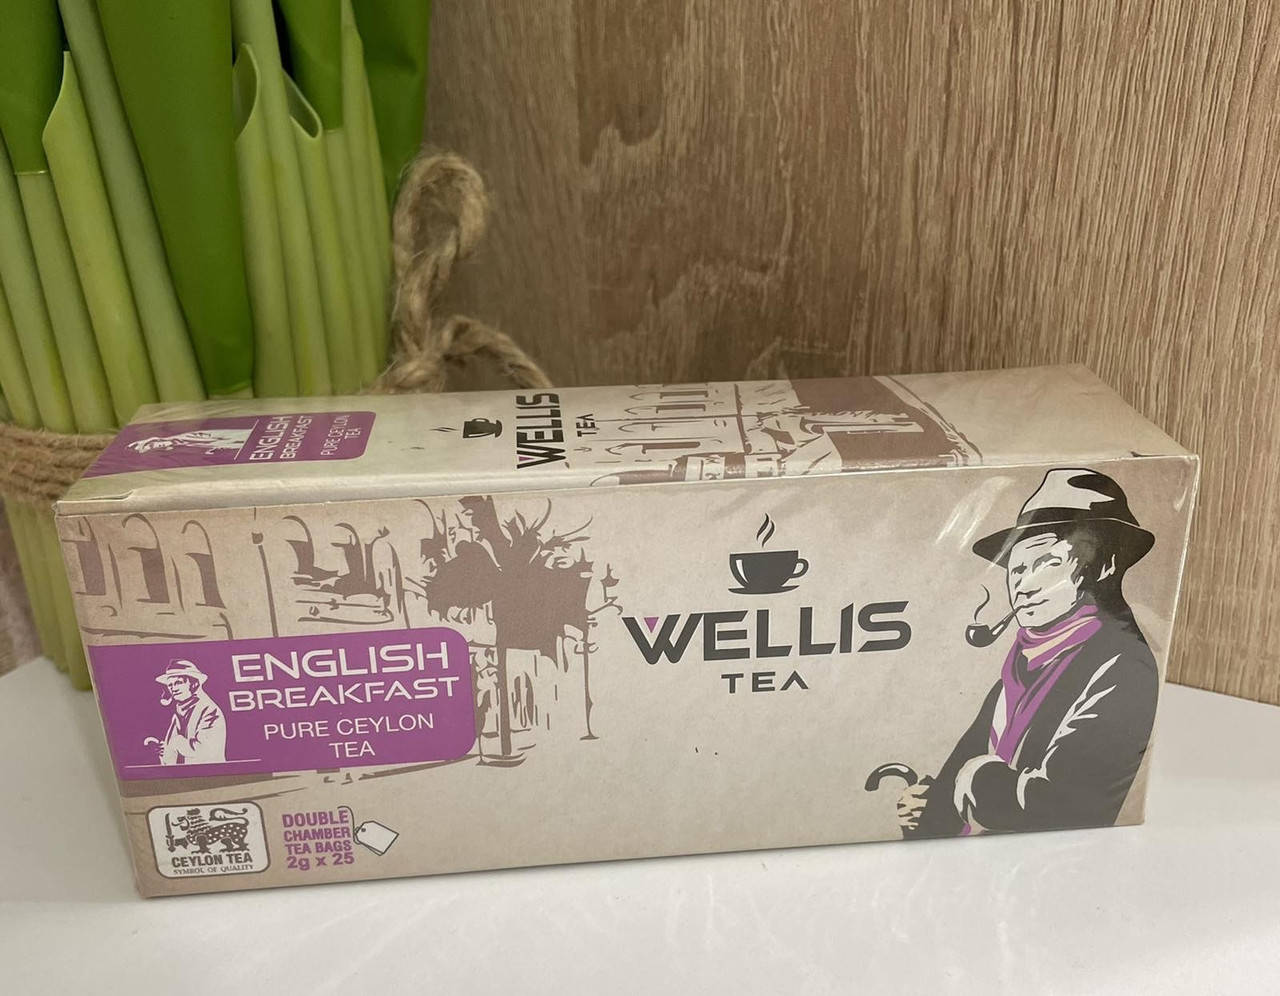 ENGLISH
BREAKFAST
PURE CEYLON
TEA
WELLIS
TEA
WELLIS
TEA
ENGLISH
BREAKFAST
PURE CEYLON
TEA
CEYLON TEA
SYMBOL OF QUALITY
DOUBLE
CHAMBER
TEA BAGS
2g x 25